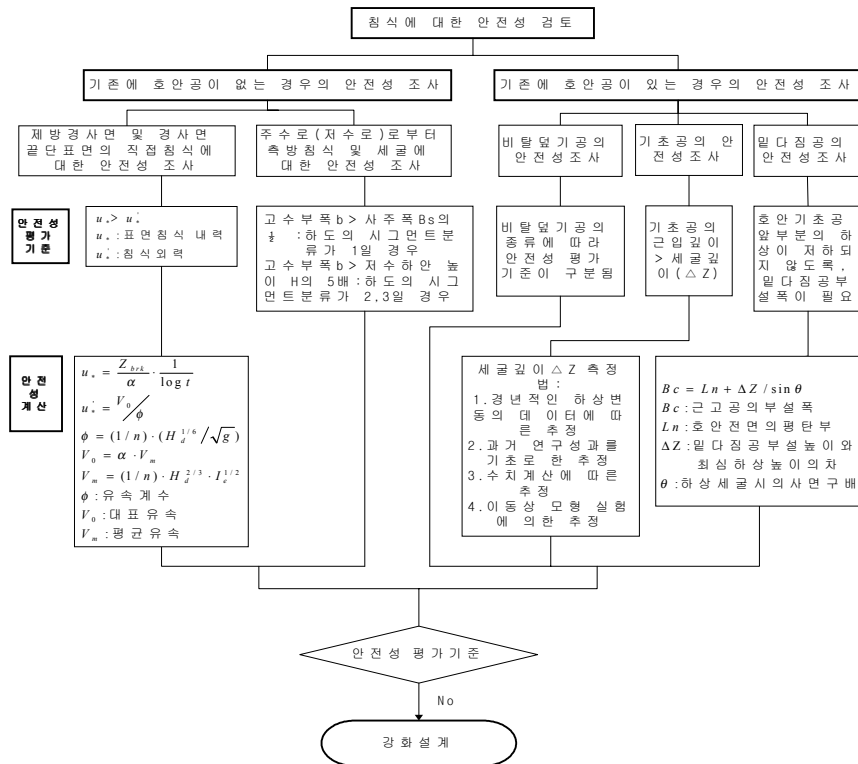 침식에 대한 안전성 검토
기존에 호안공이 없는 경우의 안전성 조사
기존에 호안공이 있는 경우의 안전성 조사
제방경사면 및 경사면
끝단표면의 직접침식에
대한 안전성 조사
주수로(저수로)로부터
측방침식 및 세굴에
대한 안전성 조사
비탈덮기공의
안전성조사
기초공의 안
전성조사
밑다짐공의
안전성조사
안전성
평가
기준
u* > u*'
u* : 표면침식 내력
u*' : 침식외력
고수부폭b > 사주폭Bs의
½ : 하도의 시그먼트분
류가 1일 경우
고수부폭b > 저수하안 높
이 H의 5배 : 하도의 시그
먼트분류가 2,3일 경우
비탈덮기공의
종류에 따라
안전성 평가
기준이 구분됨
기초공의
근입깊이
> 세굴깊
이(△Z)
호안기초공
앞부분의 하
상이 저하되
지 않도록,
밑다짐공부
설폭이 필요
안전
성
계산
u* = Z_brk / α · 1 / log t
u*' = V_0 / φ
φ = (1/n) · (H_d^{1/6} / √g)
V_0 = α · V_m
V_m = (1/n) · H_d^{2/3} · I_e^{1/2}
φ : 유속계수
V_0 : 대표유속
V_m : 평균유속
세굴깊이△Z 측정
법:
1.경년적인 하상변
동의 데이터에 따
른 추정
2.과거 연구성과를
기초로 한 추정
3.수치계산에 따른
추정
4.이동상 모형 실험
에 의한 추정
Bc = Ln + ΔZ / sin θ
Bc : 근고공의부설폭
Ln : 호안전면의평탄부
ΔZ : 밑다짐공부설높이와
최심하상높이의차
θ : 하상세굴시의사면구배
안전성 평가기준
No
강화설계